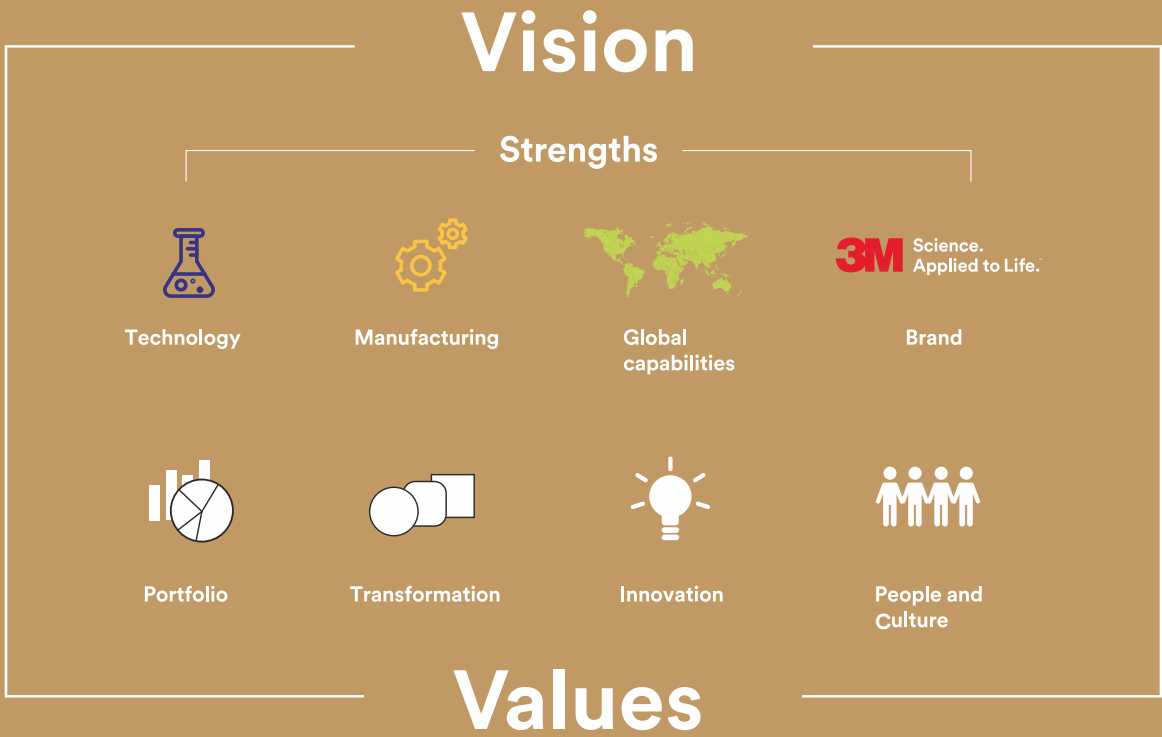 Vision
Strengths
3M Science.
Applied to Life.
Technology
Manufacturing
Global
capabilities
Brand
Portfolio
Transformation
Innovation
People and
Culture
Values